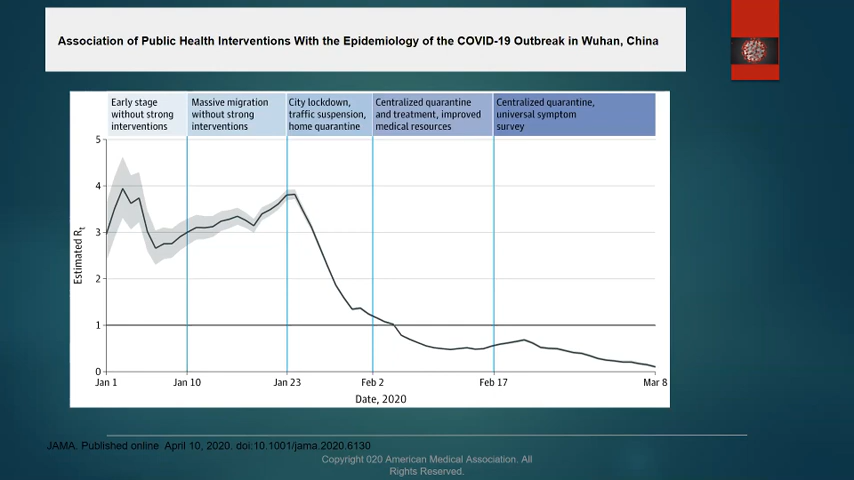 Association of Public Health Interventions With the Epidemiology of the COVID-19 Outbreak in Wuhan, China
Early stage
without strong
interventions
Massive migration
without strong
interventions
City lockdown,
traffic suspension,
home quarantine
Centralized quarantine
and treatment, improved
medical resources
Centralized quarantine,
universal symptom
survey
5
4
3
2
1
0
Estimated Rt
Jan 1
Jan 10
Jan 23
Feb 2
Feb 17
Mar 8
Date, 2020
JAMA. Published online April 10, 2020. doi:10.1001/jama.2020.6130
Copyright 020 American Medical Association. All
Rights Reserved.